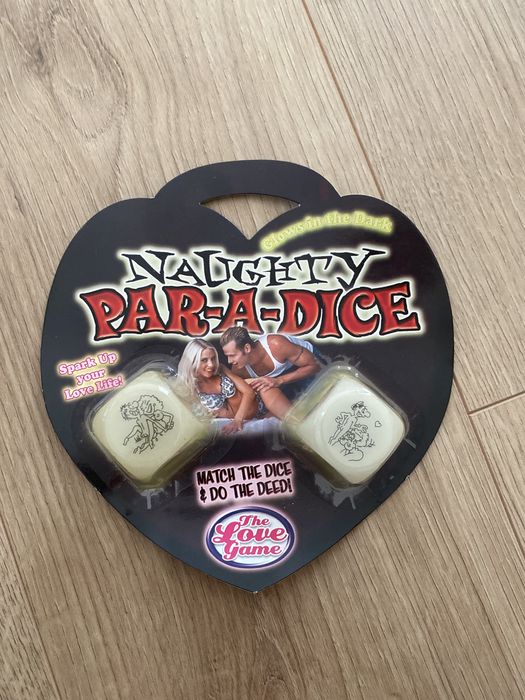 Glows in the Dark
NAUGHTY
PAR-A-DICE
Spark Up
your
Love Life!
MATCH THE DICE
& DO THE DEED!
The
Love
Game